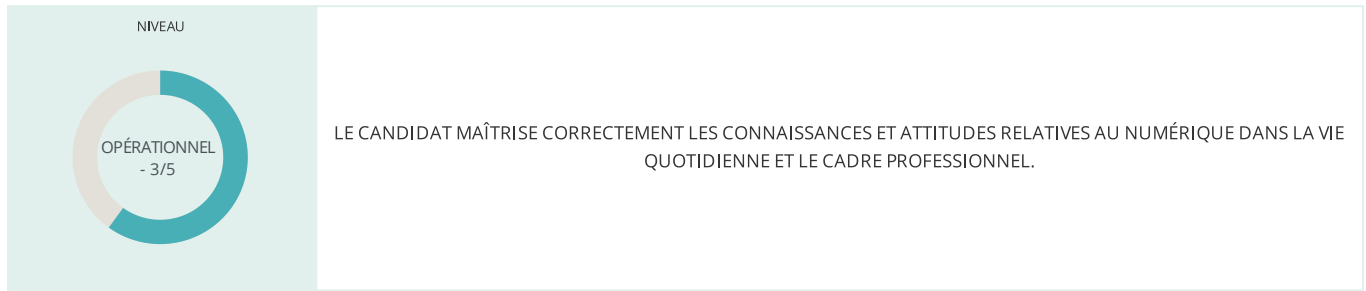 NIVEAU
OPÉRATIONNEL
- 3/5
LE CANDIDAT MAÎTRISE CORRECTEMENT LES CONNAISSANCES ET ATTITUDES RELATIVES AU NUMÉRIQUE DANS LA VIE
QUOTIDIENNE ET LE CADRE PROFESSIONNEL.